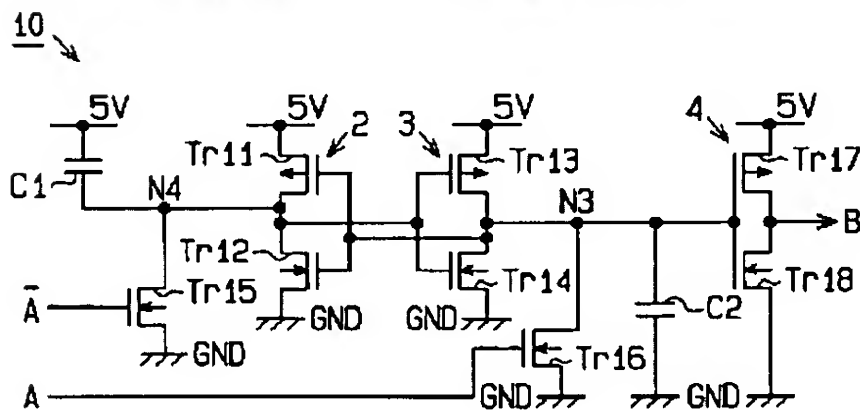 10
5V 5V 5V 5V
2 3 4
Tr11 Tr13 Tr17
C1 N4 N3
B
Tr12 Tr14 Tr18
Tr15 C2
Ā GND GND
GND Tr16
A GND GND